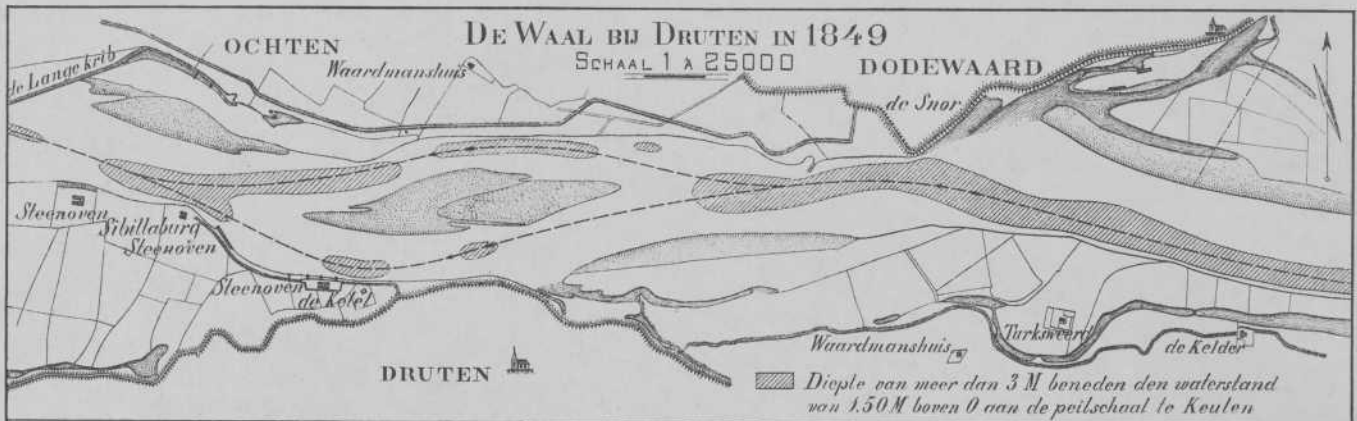 DE WAAL BIJ DRUTEN IN 1849
SCHAAL 1 à 25000
OCHTEN
de Lange krib
Waardmanshuis
DODEWAARD
de Snor
Steenoven
Sibillaburg
Steenoven
Steenoven
de Ketel
DRUTEN
Waardmanshuis
Turksweerd
de Kelder
Diepte van meer dan 3 M beneden den waterstand
van 1.50 M boven 0 aan de peilschaal te Keulen